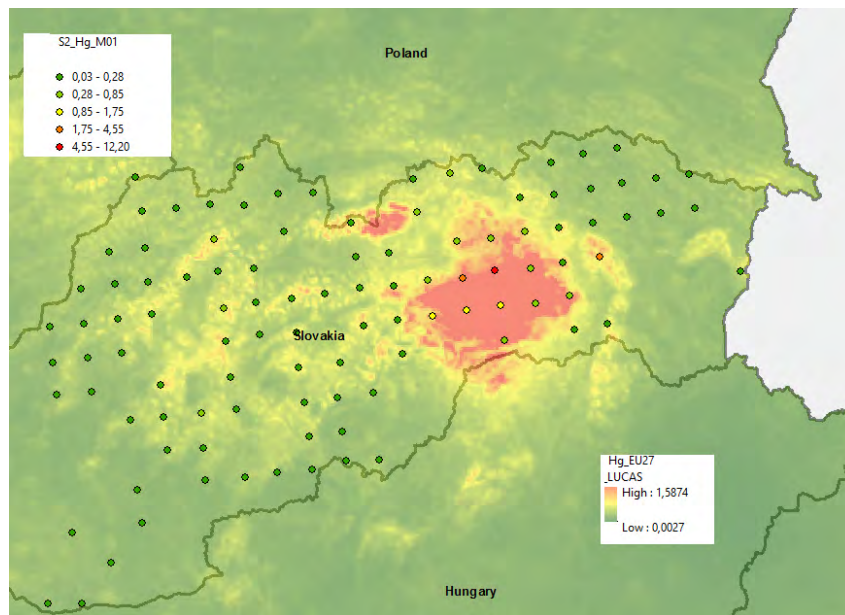 S2_Hg_M01
0,03 - 0,28
0,28 - 0,85
0,85 - 1,75
1,75 - 4,55
4,55 - 12,20
Poland
Slovakia
Hg_EU27
_LUCAS
High : 1,5874
Low : 0,0027
Hungary